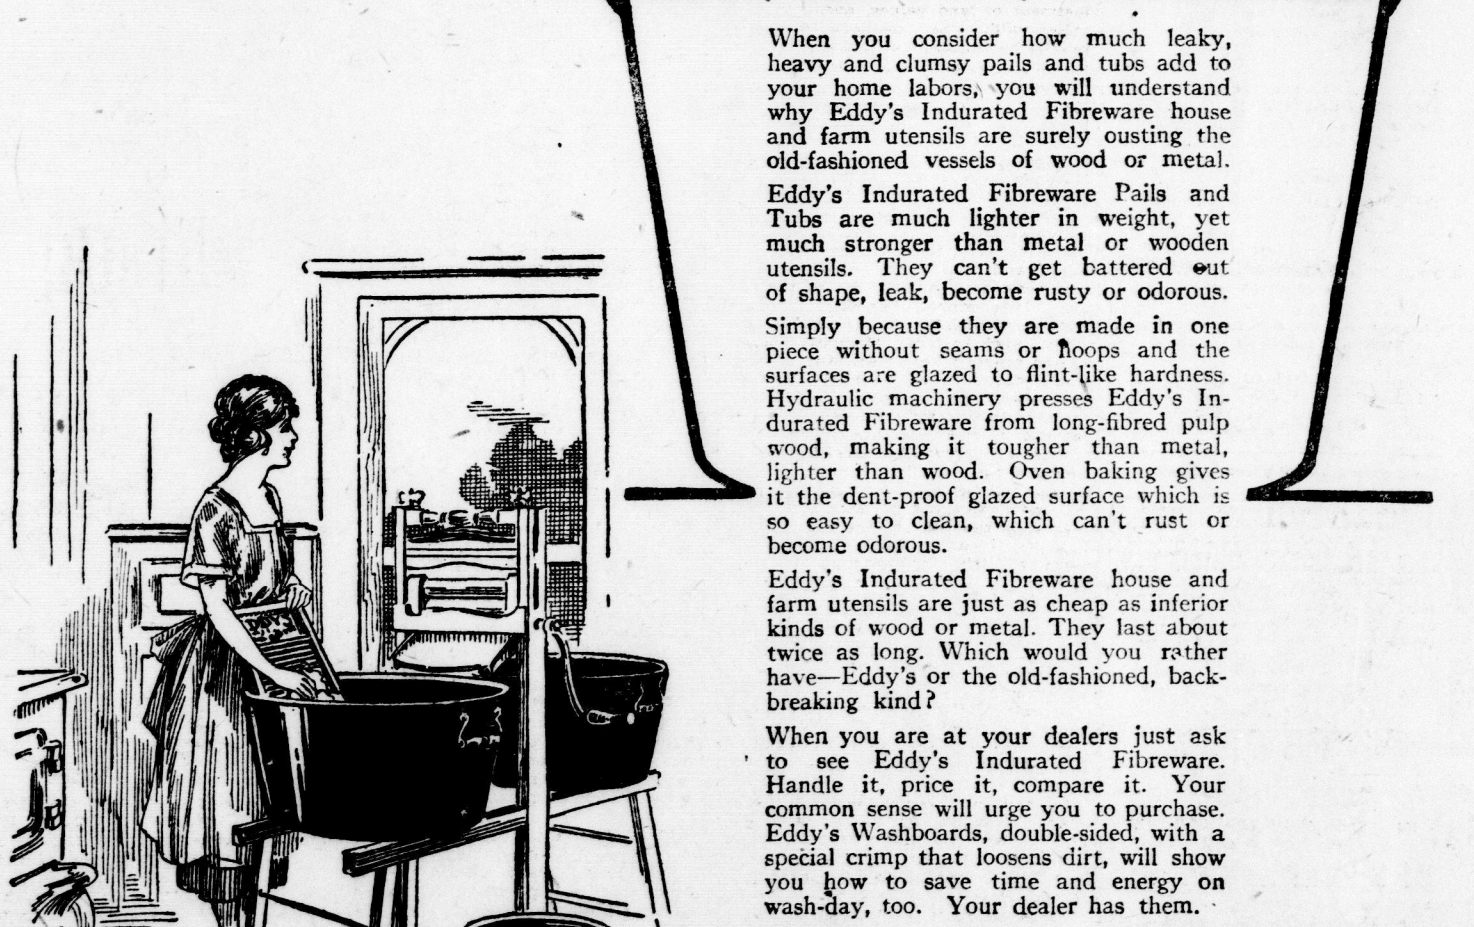 When you consider how much leaky,
heavy and clumsy pails and tubs add to
your home labors, you will understand
why Eddy's Indurated Fibreware house
and farm utensils are surely ousting the
old-fashioned vessels of wood or metal.
Eddy's Indurated Fibreware Pails and
Tubs are much lighter in weight, yet
much stronger than metal or wooden
utensils. They can't get battered out
of shape, leak, become rusty or odorous.
Simply because they are made in one
piece without seams or hoops and the
surfaces are glazed to flint-like hardness.
Hydraulic machinery presses Eddy's In-
durated Fibreware from long-fibred pulp
wood, making it tougher than metal,
lighter than wood. Oven baking gives
it the dent-proof glazed surface which is
so easy to clean, which can't rust or
become odorous.
Eddy's Indurated Fibreware house and
farm utensils are just as cheap as inferior
kinds of wood or metal. They last about
twice as long. Which would you rather
have—Eddy's or the old-fashioned, back-
breaking kind?
When you are at your dealers just ask
to see Eddy's Indurated Fibreware.
Handle it, price it, compare it. Your
common sense will urge you to purchase.
Eddy's Washboards, double-sided, with a
special crimp that loosens dirt, will show
you how to save time and energy on
wash-day, too. Your dealer has them.